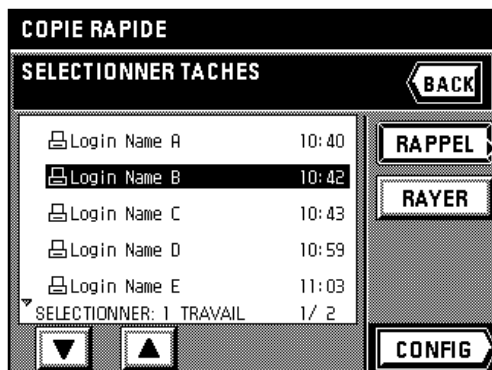 COPIE RAPIDE
SELECTIONNER TACHES
BACK
Login Name A 10:40
Login Name B 10:42
Login Name C 10:43
Login Name D 10:59
Login Name E 11:03
SELECTIONNER: 1 TRAVAIL 1/ 2
RAPPEL
RAYER
CONFIG